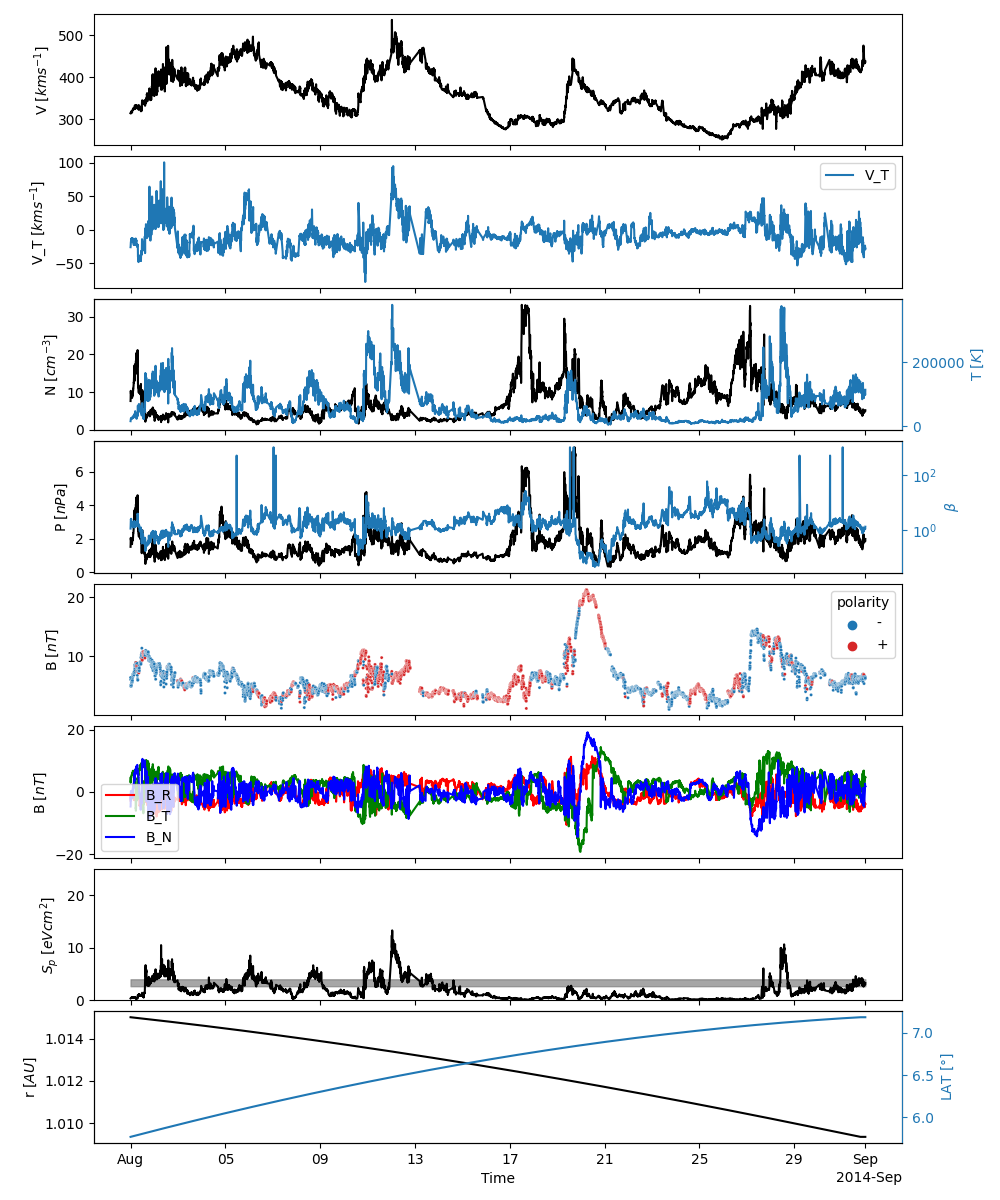 500
400
300
V [kms⁻¹]
100
50
0
−50
V_T [kms⁻¹]
V_T
30
20
10
0
N [cm⁻³]
200000
0
T [K]
6
4
2
0
P [nPa]
10²
10⁰
β
20
10
B [nT]
polarity
-
+
20
0
−20
B [nT]
B_R
B_T
B_N
20
10
0
Sₚ [eVcm²]
1.014
1.012
1.010
r [AU]
7.0
6.5
6.0
LAT [°]
Aug
05
09
13
17
21
25
29
Sep
Time
2014-Sep